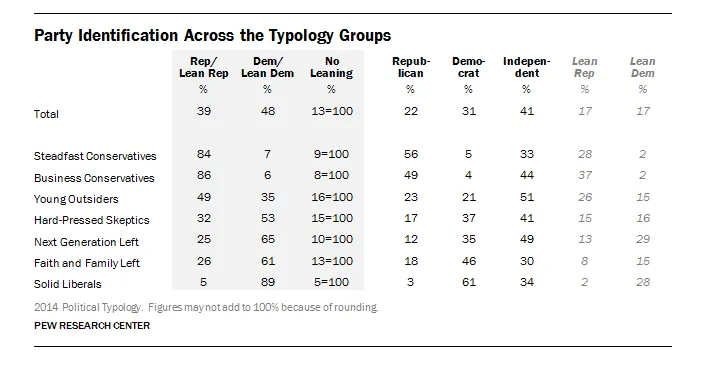 Party Identification Across the Typology Groups
Rep/ Dem/ No Repub- Demo- Indepen- Lean Lean
Lean Rep Lean Dem Leaning lican crat dent Rep Dem
% % % % % % % %
Total 39 48 13=100 22 31 41 17 17
Steadfast Conservatives 84 7 9=100 56 5 33 28 2
Business Conservatives 86 6 8=100 49 4 44 37 2
Young Outsiders 49 35 16=100 23 21 51 26 15
Hard-Pressed Skeptics 32 53 15=100 17 37 41 15 16
Next Generation Left 25 65 10=100 12 35 49 13 29
Faith and Family Left 26 61 13=100 18 46 30 8 15
Solid Liberals 5 89 5=100 3 61 34 2 28
2014 Political Typology. Figures may not add to 100% because of rounding.
PEW RESEARCH CENTER